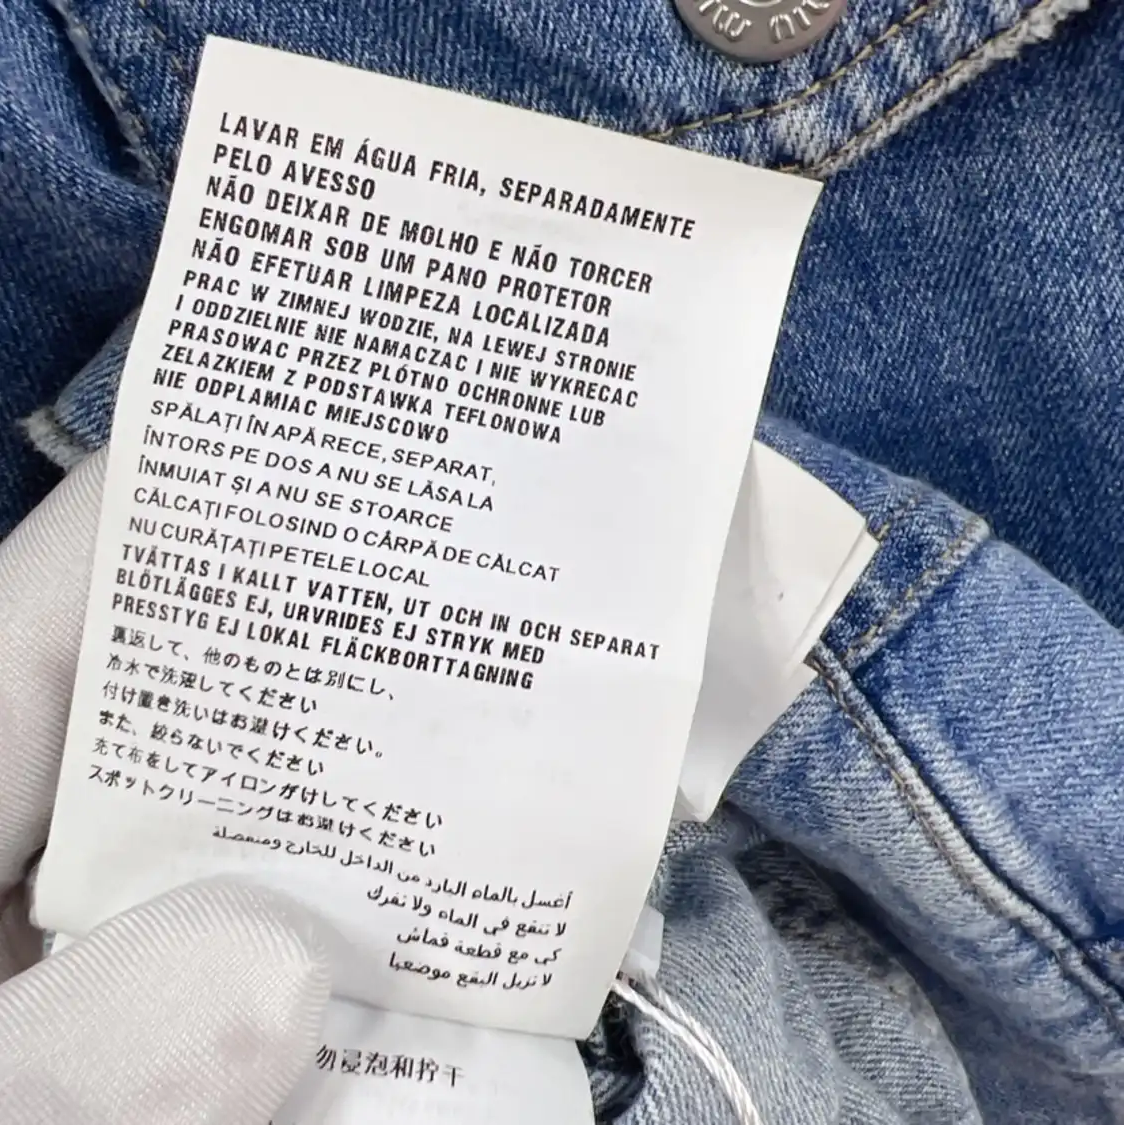 MIU MIU
LAVAR EM ÁGUA FRIA, SEPARADAMENTE
PELO AVESSO
NÃO DEIXAR DE MOLHO E NÃO TORCER
ENGOMAR SOB UM PANO PROTETOR
NÃO EFETUAR LIMPEZA LOCALIZADA
PRAC W ZIMNEJ WODZIE, NA LEWEJ STRONIE
I ODDZIELNIE NIE NAMACZAC I NIE WYKRECAC
PRASOWAC PRZEZ PLÓTNO OCHRONNE LUB
ZELAZKIEM Z PODSTAWKA TEFLONOWA
NIE ODPLAMIAC MIEJSCOWO
SPĂLAȚI ÎN APĂ RECE, SEPARAT,
ÎNTORS PE DOS A NU SE LĂSA LA
ÎNMUIAT ȘI A NU SE STOARCE
CĂLCAȚI FOLOSIND O CÂRPĂ DE CĂLCAT
NU CURĂȚAȚI PETELE LOCAL
TVÄTTAS I KALLT VATTEN, UT OCH IN OCH SEPARAT
BLÖTLÄGGES EJ, URVRIDES EJ STRYK MED
PRESSTYG EJ LOKAL FLÄCKBORTTAGNING
裏返して、他のものとは別にし、
冷水で洗濯してください
付け置き洗いはお避けください。
また、絞らないでください
充て布をしてアイロンがけしてください
スポットクリーニングはお避けください
أغسل بالماء البارد من الداخل للخارج ومنفصلة
لا تنقع في الماء ولا تفرك
كي مع قطعة قماش
لا تزيل البقع موضعيا
勿浸泡和拧干